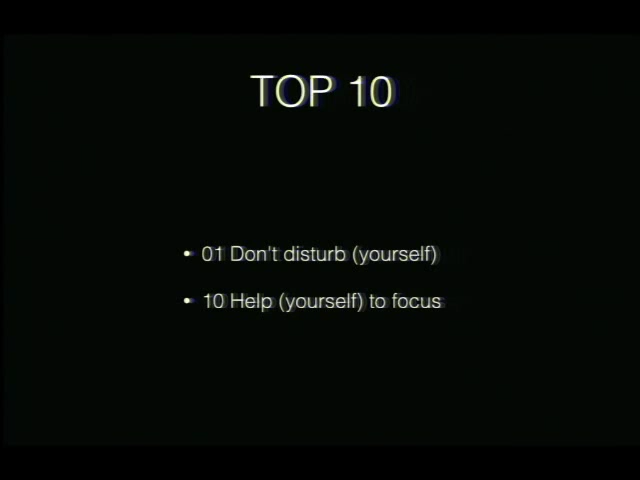 TOP 10
• 01 Don't disturb (yourself)
• 10 Help (yourself) to focus